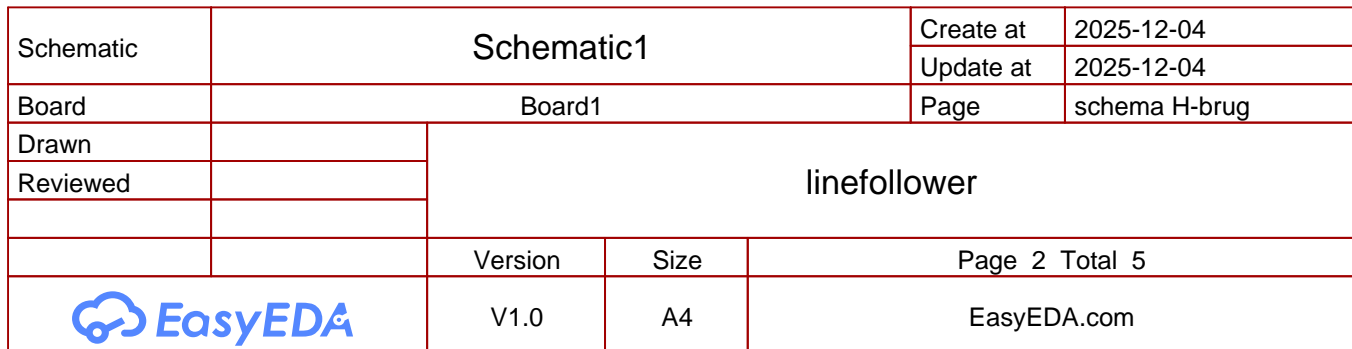 Schematic
Schematic1
Create at 2025-12-04
Update at 2025-12-04
Board Board1 Page schema H-brug
Drawn
Reviewed
linefollower
Version Size Page 2 Total 5
EasyEDA V1.0 A4 EasyEDA.com